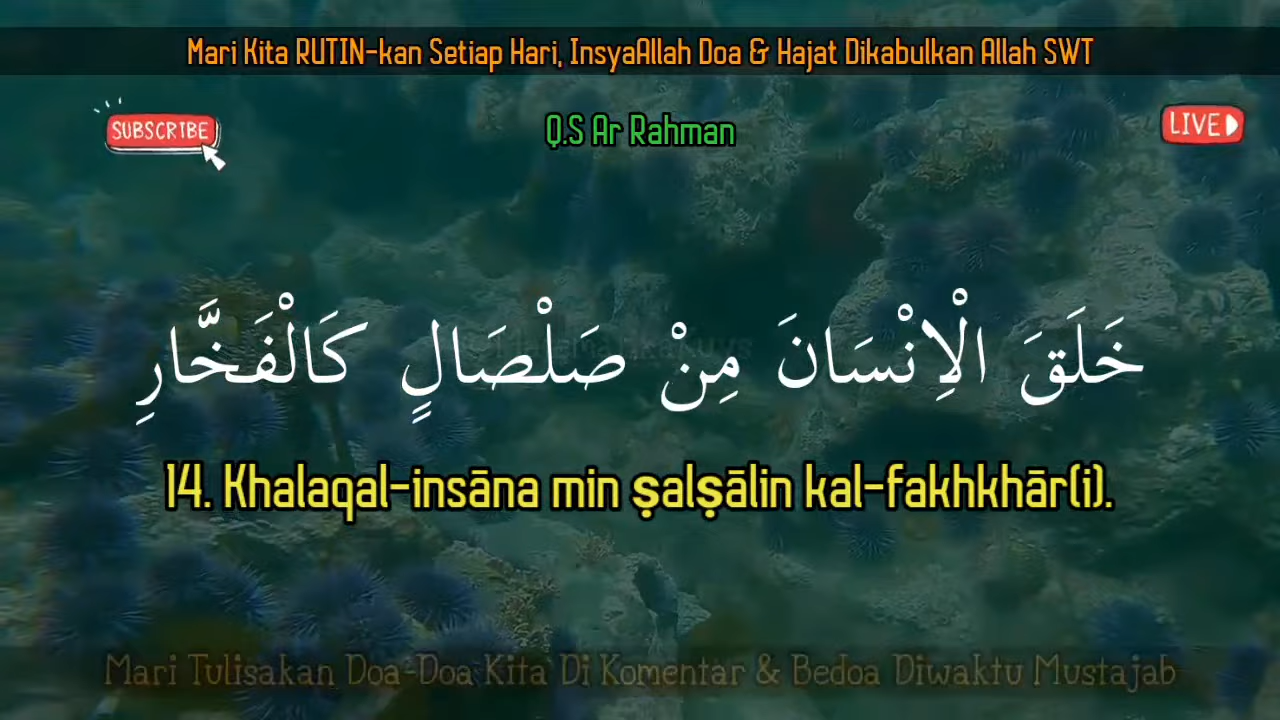 Mari Kita RUTIN-kan Setiap Hari, InsyaAllah Doa & Hajat Dikabulkan Allah SWT
SUBSCRIBE
Q.S Ar Rahman
LIVE
خَلَقَ الْاِنْسَانَ مِنْ صَلْصَالٍ كَالْفَخَّارِ
14. Khalaqal-insāna min ṣalṣālin kal-fakhkhār(i).
Mari Tulisakan Doa-Doa Kita Di Komentar & Bedoa Diwaktu Mustajab